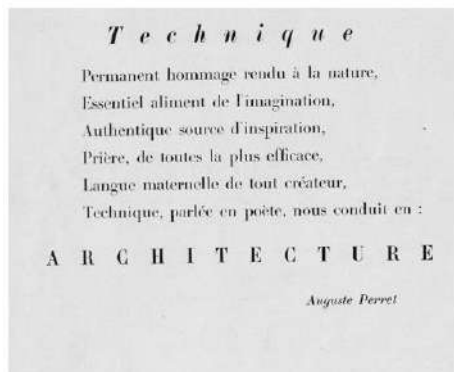 Technique
Permanent hommage rendu à la nature,
Essentiel aliment de l'imagination,
Authentique source d'inspiration,
Prière, de toutes la plus efficace,
Langue maternelle de tout créateur,
Technique, parlée en poète, nous conduit en :
ARCHITECTURE
Auguste Perret